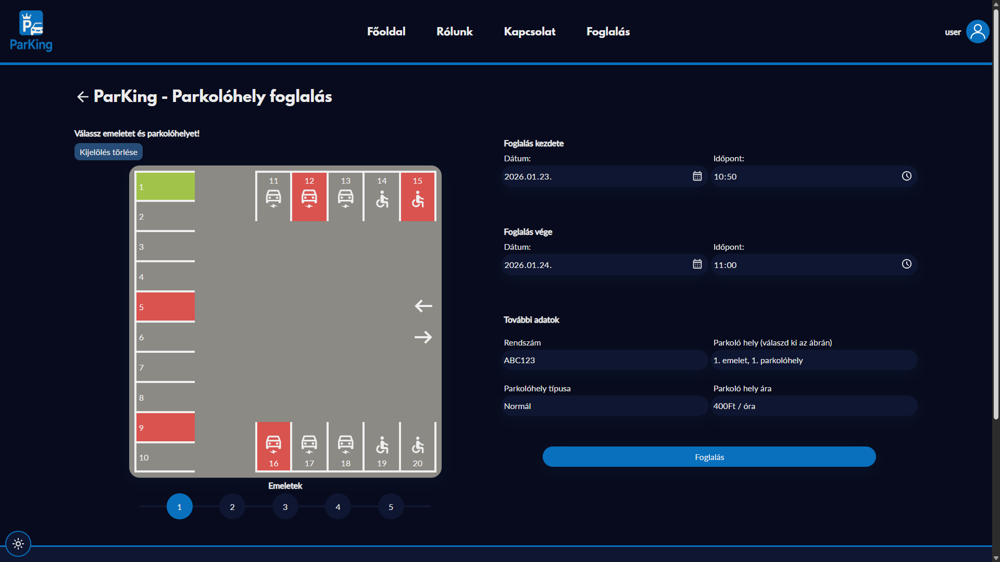 P
ParKing
Főoldal
Rólunk
Kapcsolat
Foglalás
user
ParKing - Parkolóhely foglalás
Válassz emeletet és parkolóhelyet!
Kijelölés törlése
1
2
3
4
5
6
7
8
9
10
11
12
13
14
15
16
17
18
19
20
Emeletek
1
2
3
4
5
Foglalás kezdete
Dátum:
Időpont:
2026.01.23.
10:50
Foglalás vége
Dátum:
Időpont:
2026.01.24.
11:00
További adatok
Rendszám
Parkoló hely (válaszd ki az ábrán)
ABC123
1. emelet, 1. parkolóhely
Parkolóhely típusa
Parkoló hely ára
Normál
400Ft / óra
Foglalás